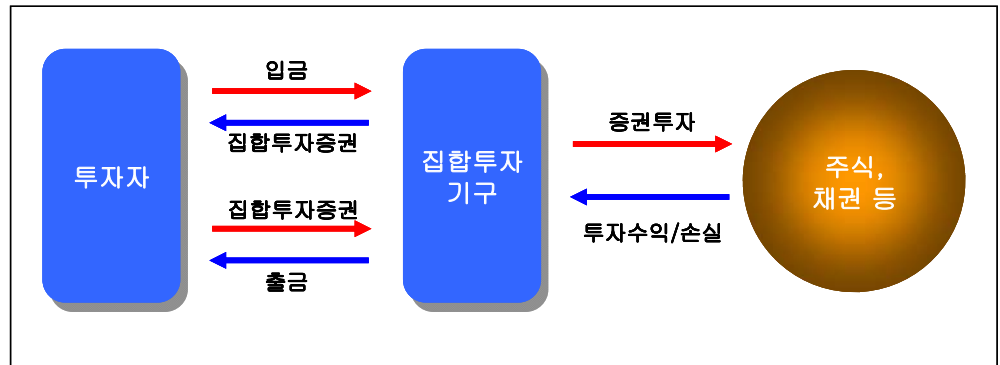 투자자
입금
집합투자증권
집합투자증권
출금
집합투자
기구
증권투자
투자수익/손실
주식,
채권 등